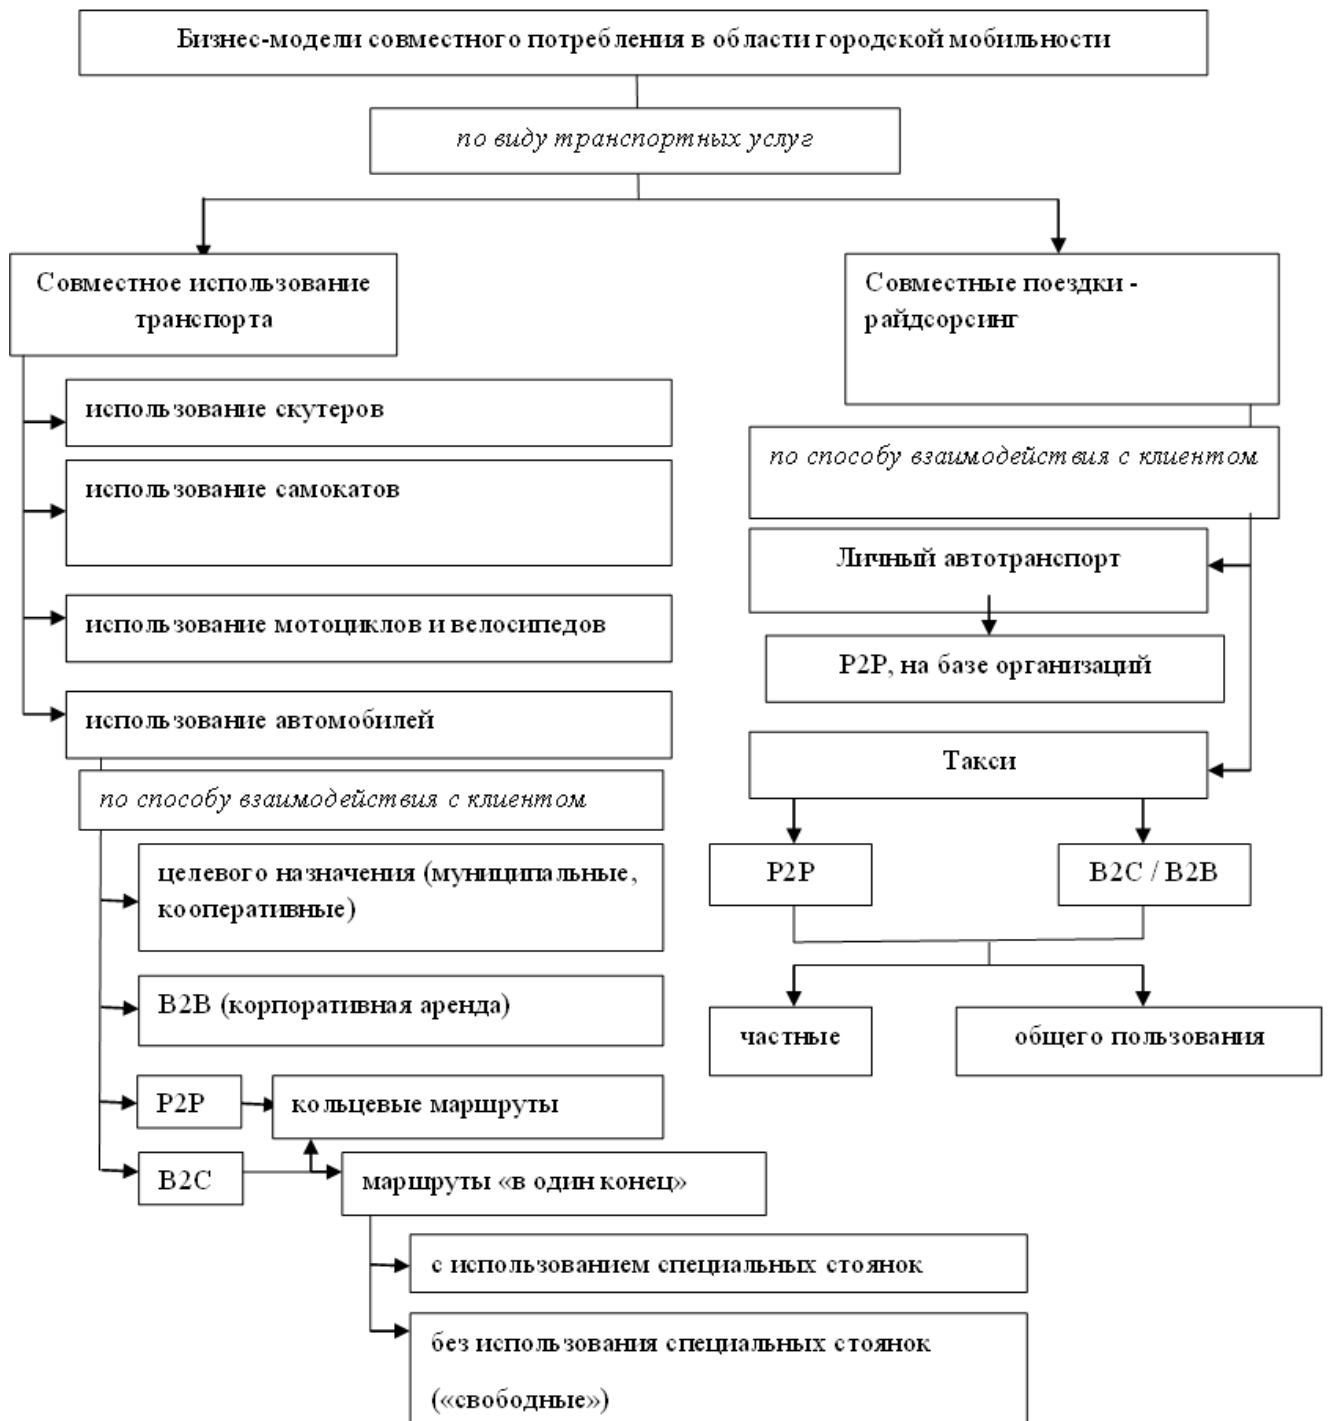 Бизнес-модели совместного потребления в области городской мобильности
по виду транспортных услуг
Совместное использование
транспорта
использование скутеров
использование самокатов
использование мотоциклов и велосипедов
использование автомобилей
по способу взаимодействия с клиентом
целевого назначения (муниципальные,
кооперативные)
B2B (корпоративная аренда)
P2P
кольцевые маршруты
B2C
маршруты «в один конец»
с использованием специальных стоянок
без использования специальных стоянок
(«свободные»)
Совместные поездки -
райдсорсинг
по способу взаимодействия с клиентом
Личный автотранспорт
P2P, на базе организаций
Такси
P2P
B2C / B2B
частные
общего пользования